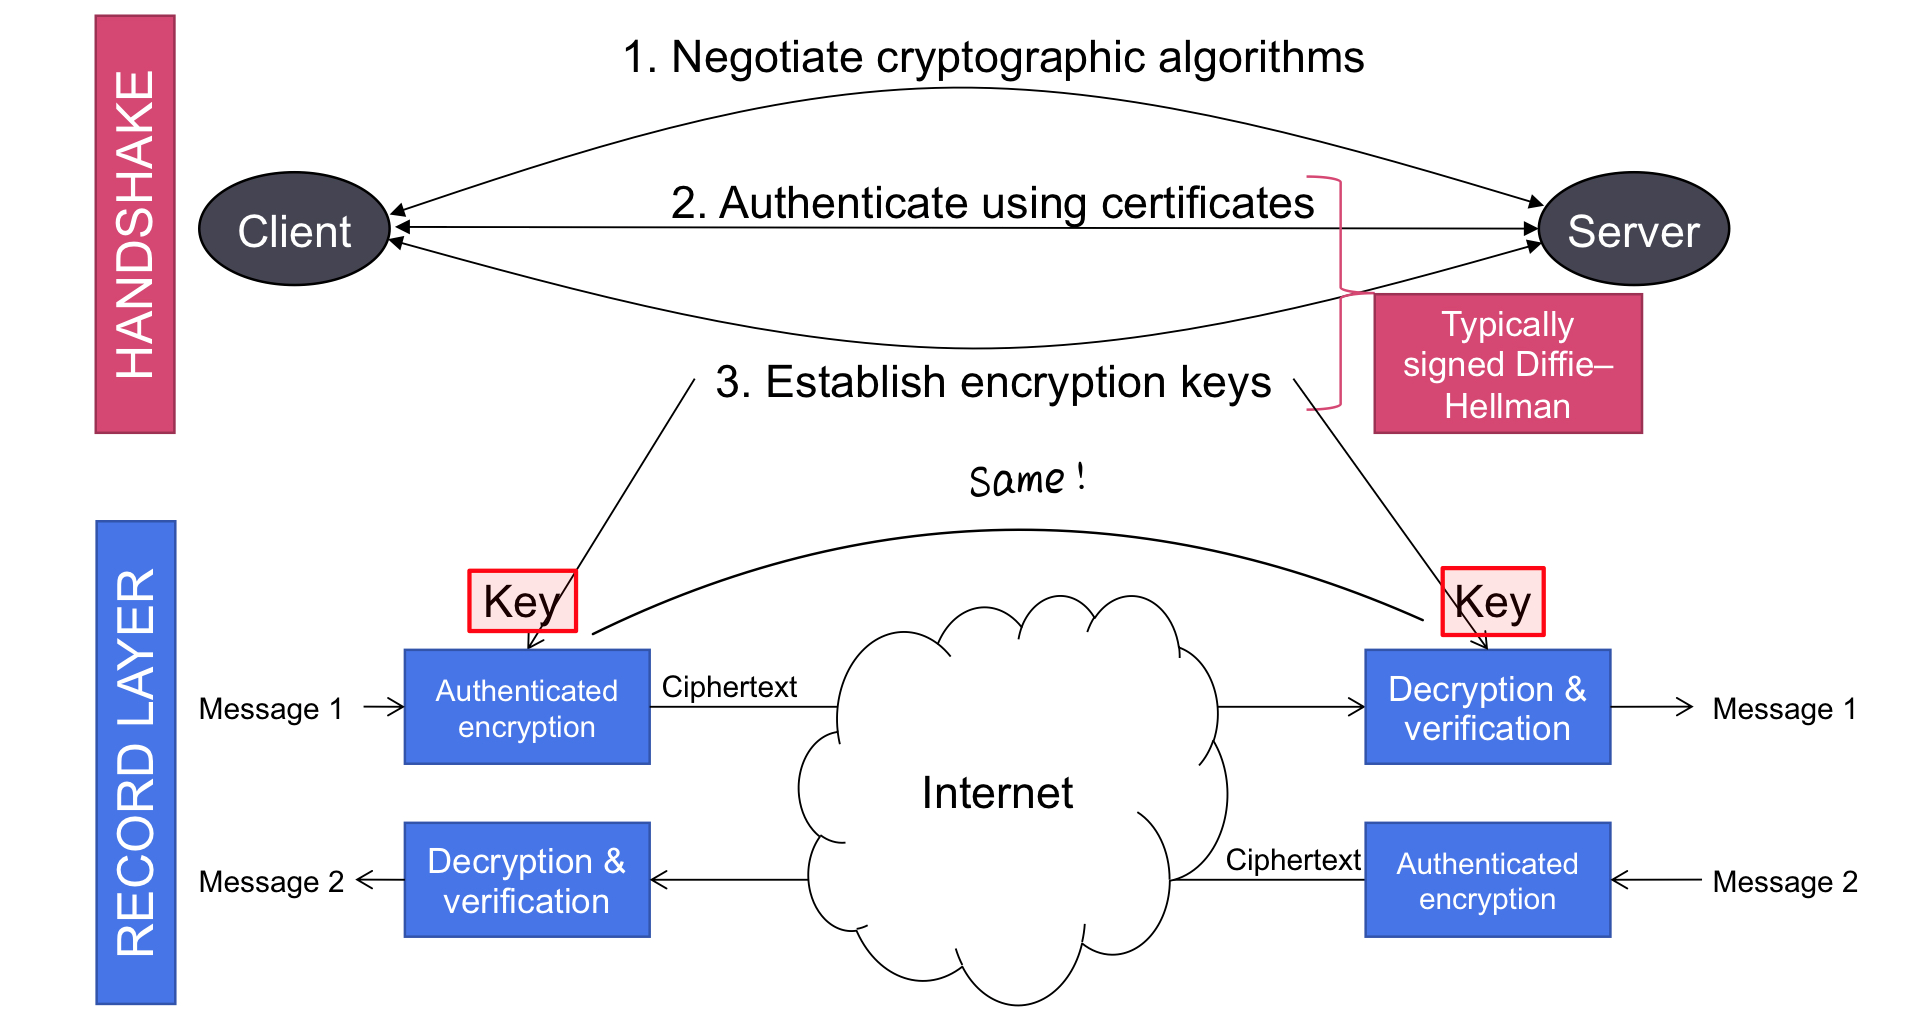 HANDSHAKE
1. Negotiate cryptographic algorithms
Client
2. Authenticate using certificates
Server
Typically
signed Diffie–
Hellman
3. Establish encryption keys
Same!
RECORD LAYER
Key
Key
Message 1
Authenticated
encryption
Ciphertext
Decryption &
verification
Message 1
Internet
Message 2
Decryption &
verification
Ciphertext
Authenticated
encryption
Message 2